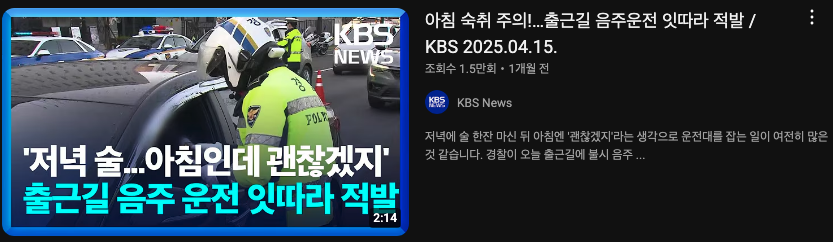 KBS
NEWS
경
POLI
'저녁 술...아침인데 괜찮겠지'
출근길 음주 운전 잇따라 적발
2:14
아침 숙취 주의!...출근길 음주운전 잇따라 적발 /
KBS 2025.04.15.
조회수 1.5만회 • 1개월 전
KBS
NEWS
KBS News
저녁에 술 한잔 마신 뒤 아침엔 '괜찮겠지'라는 생각으로 운전대를 잡는 일이 여전히 많은
것 같습니다. 경찰이 오늘 출근길에 불시 음주 ...